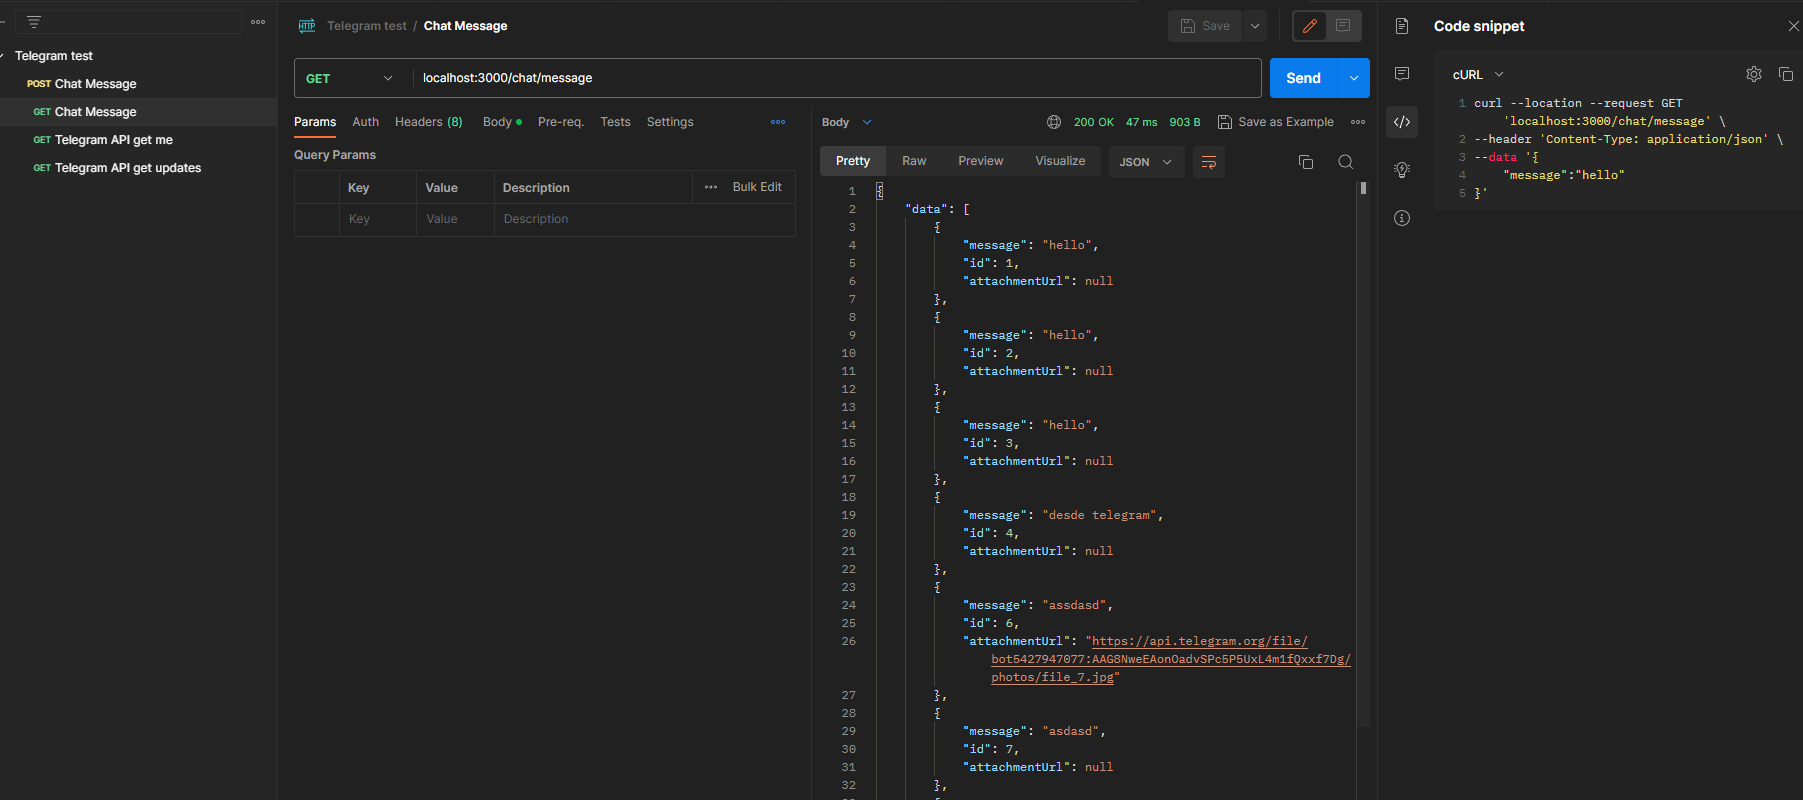 Telegram test
POST Chat Message
GET Chat Message
GET Telegram API get me
GET Telegram API get updates
HTTP Telegram test / Chat Message
Save
GET localhost:3000/chat/message
Send
Params Auth Headers (8) Body Pre-req. Tests Settings
Query Params
Key Value Description Bulk Edit
Key Value Description
Body 200 OK 47 ms 903 B Save as Example
Pretty Raw Preview Visualize JSON
1 {
2 "data": [
3 {
4 "message": "hello",
5 "id": 1,
6 "attachmentUrl": null
7 },
8 {
9 "message": "hello",
10 "id": 2,
11 "attachmentUrl": null
12 },
13 {
14 "message": "hello",
15 "id": 3,
16 "attachmentUrl": null
17 },
18 {
19 "message": "desde telegram",
20 "id": 4,
21 "attachmentUrl": null
22 },
23 {
24 "message": "assdasd",
25 "id": 6,
26 "attachmentUrl": "https://api.telegram.org/file/
bot5427947077:AAG8NweEAonOadvSPc5P5UxL4m1fQxxf7Dg/
photos/file_7.jpg"
27 },
28 {
29 "message": "asdasd",
30 "id": 7,
31 "attachmentUrl": null
32 },
Code snippet
cURL
1 curl --location --request GET
'localhost:3000/chat/message' \
2 --header 'Content-Type: application/json' \
3 --data '{
4 "message":"hello"
5 }'